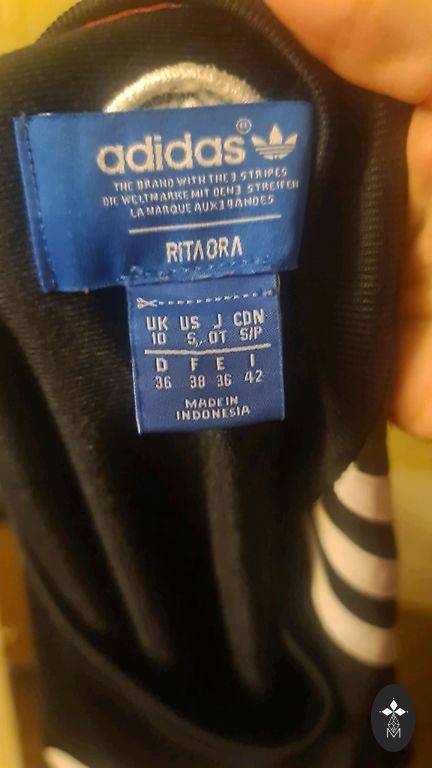 adidas®
THE BRAND WITH THE 3 STRIPES
DIE WELTMARKE MIT DEN 3 STREIFEN
LA MARQUE AUX 3 BANDES
RITA ORA
UK US J CDN
10 S OT S/P
D F E I
36 38 36 42
MADE IN
INDONESIA
M